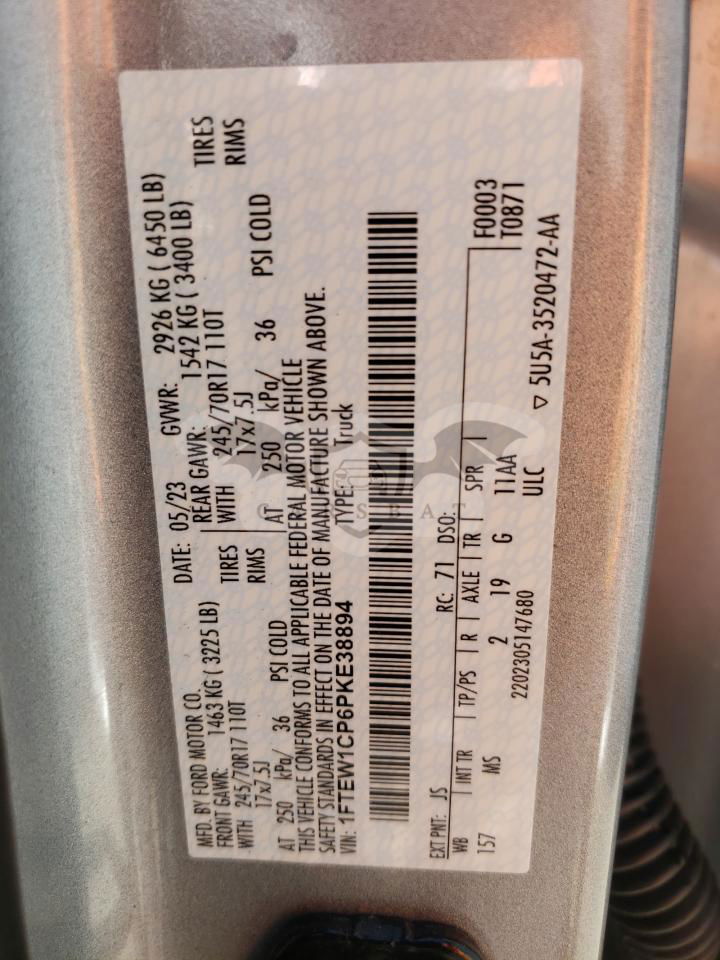 MFD. BY FORD MOTOR CO.
DATE: 05/23 GVWR: 2926 KG ( 6450 LB)
FRONT GAWR: 1463 KG ( 3225 LB) REAR GAWR: 1542 KG ( 3400 LB)
WITH 245/70R17 110T TIRES WITH 245/70R17 110T TIRES
17x7.5J RIMS 17x7.5J RIMS
AT 250 kPa/ 36 PSI COLD AT 250 kPa/ 36 PSI COLD
THIS VEHICLE CONFORMS TO ALL APPLICABLE FEDERAL MOTOR VEHICLE
SAFETY STANDARDS IN EFFECT ON THE DATE OF MANUFACTURE SHOWN ABOVE.
VIN: 1FTEW1CP6PKE38894 TYPE: Truck
EXT PNT: JS RC: 71 DSO: F0003
WB INT TR TP/PS R AXLE TR SPR T0871
157 MS 2 19 G 11AA
ULC
2202305147680 ▽ 5U5A-3520472-AA